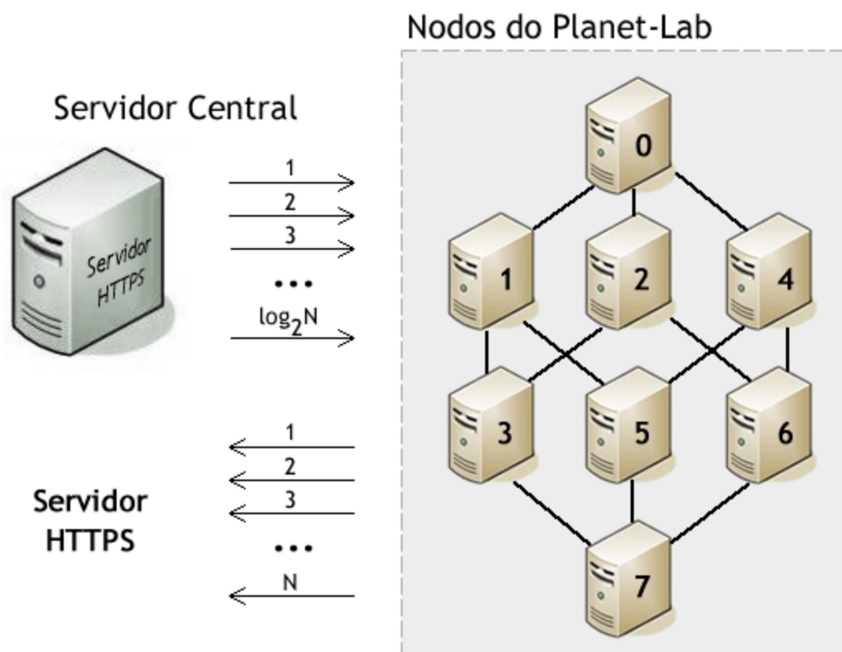 Nodos do Planet-Lab
Servidor Central
Servidor
HTTPS
1
2
3
...
log2N
1
2
3
...
N
Servidor
HTTPS
0
1
2
4
3
5
6
7